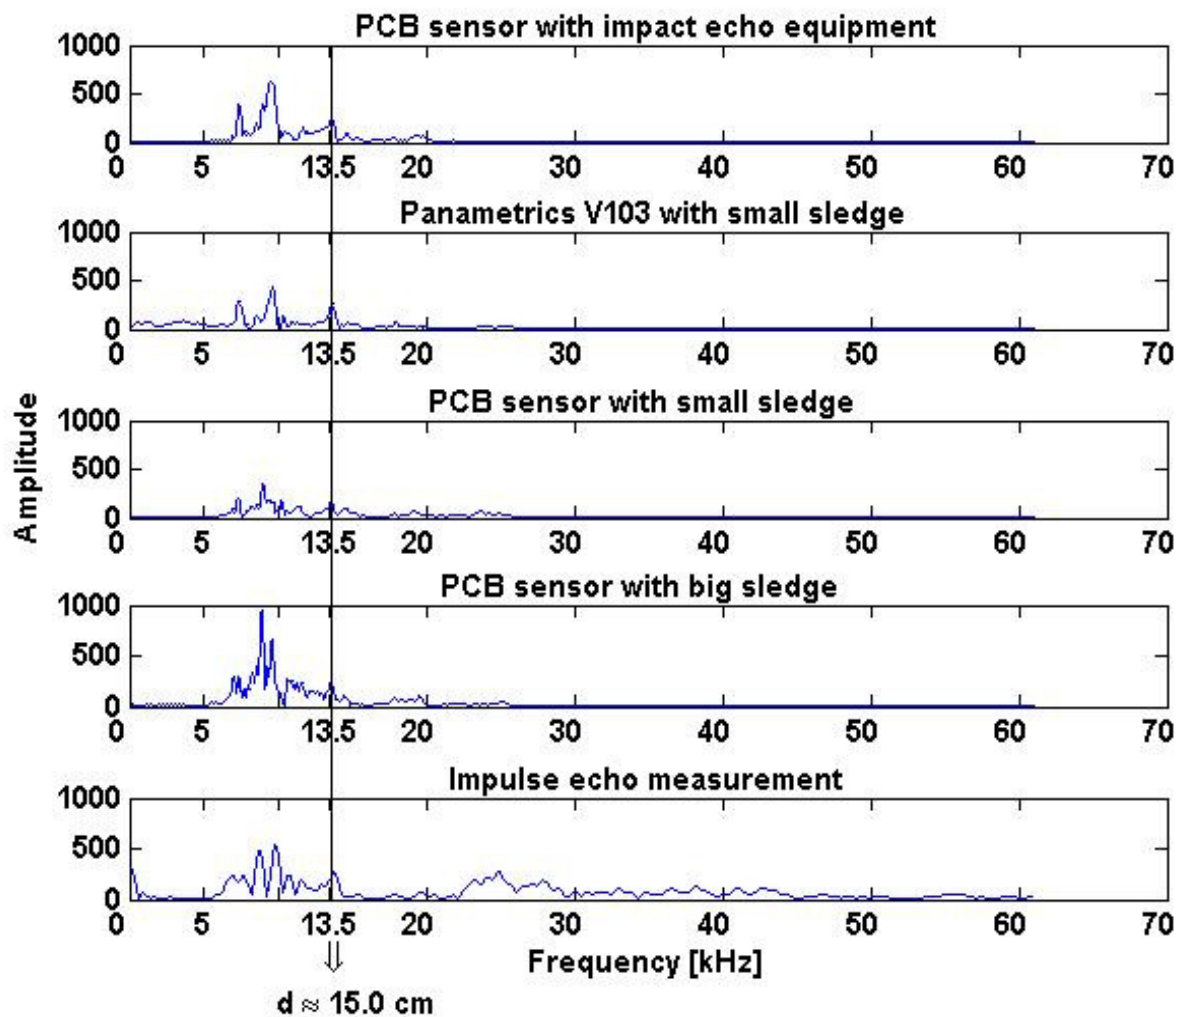 PCB sensor with impact echo equipment
1000
500
0
0 5 13.5 20 30 40 50 60 70
Panametrics V103 with small sledge
1000
500
0
0 5 13.5 20 30 40 50 60 70
PCB sensor with small sledge
1000
500
0
0 5 13.5 20 30 40 50 60 70
Amplitude
PCB sensor with big sledge
1000
500
0
0 5 13.5 20 30 40 50 60 70
Impulse echo measurement
1000
500
0
0 5 13.5 20 30 40 50 60 70
Frequency [kHz]
⇓
d ≈ 15.0 cm